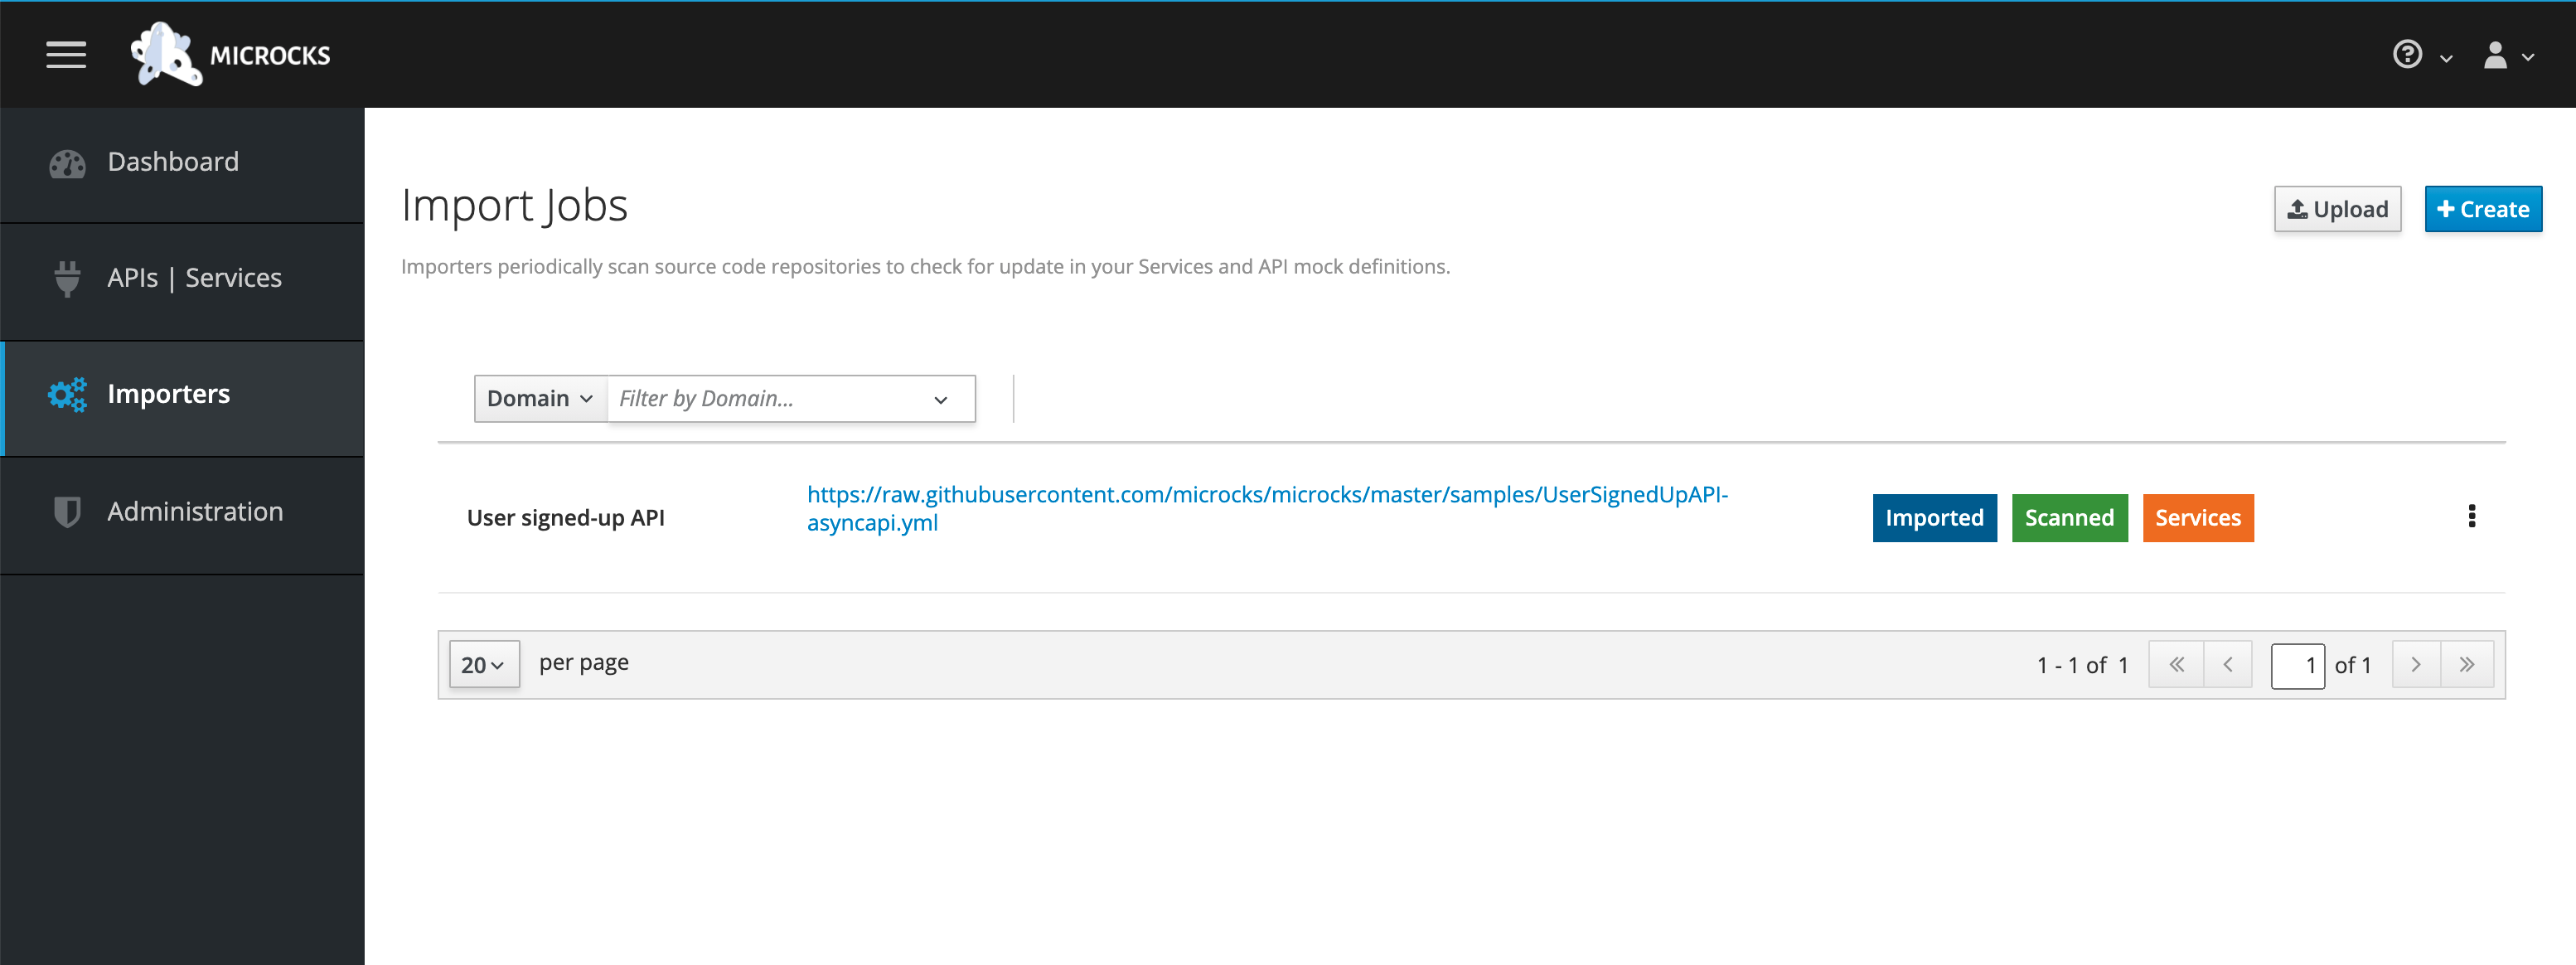 MICROCKS
Dashboard
APIs | Services
Importers
Administration
Import Jobs
Upload
Create
Importers periodically scan source code repositories to check for update in your Services and API mock definitions.
Domain
Filter by Domain...
User signed-up API
https://raw.githubusercontent.com/microcks/microcks/master/samples/UserSignedUpAPI-
asyncapi.yml
Imported
Scanned
Services
20
per page
1 - 1 of 1
1
of 1